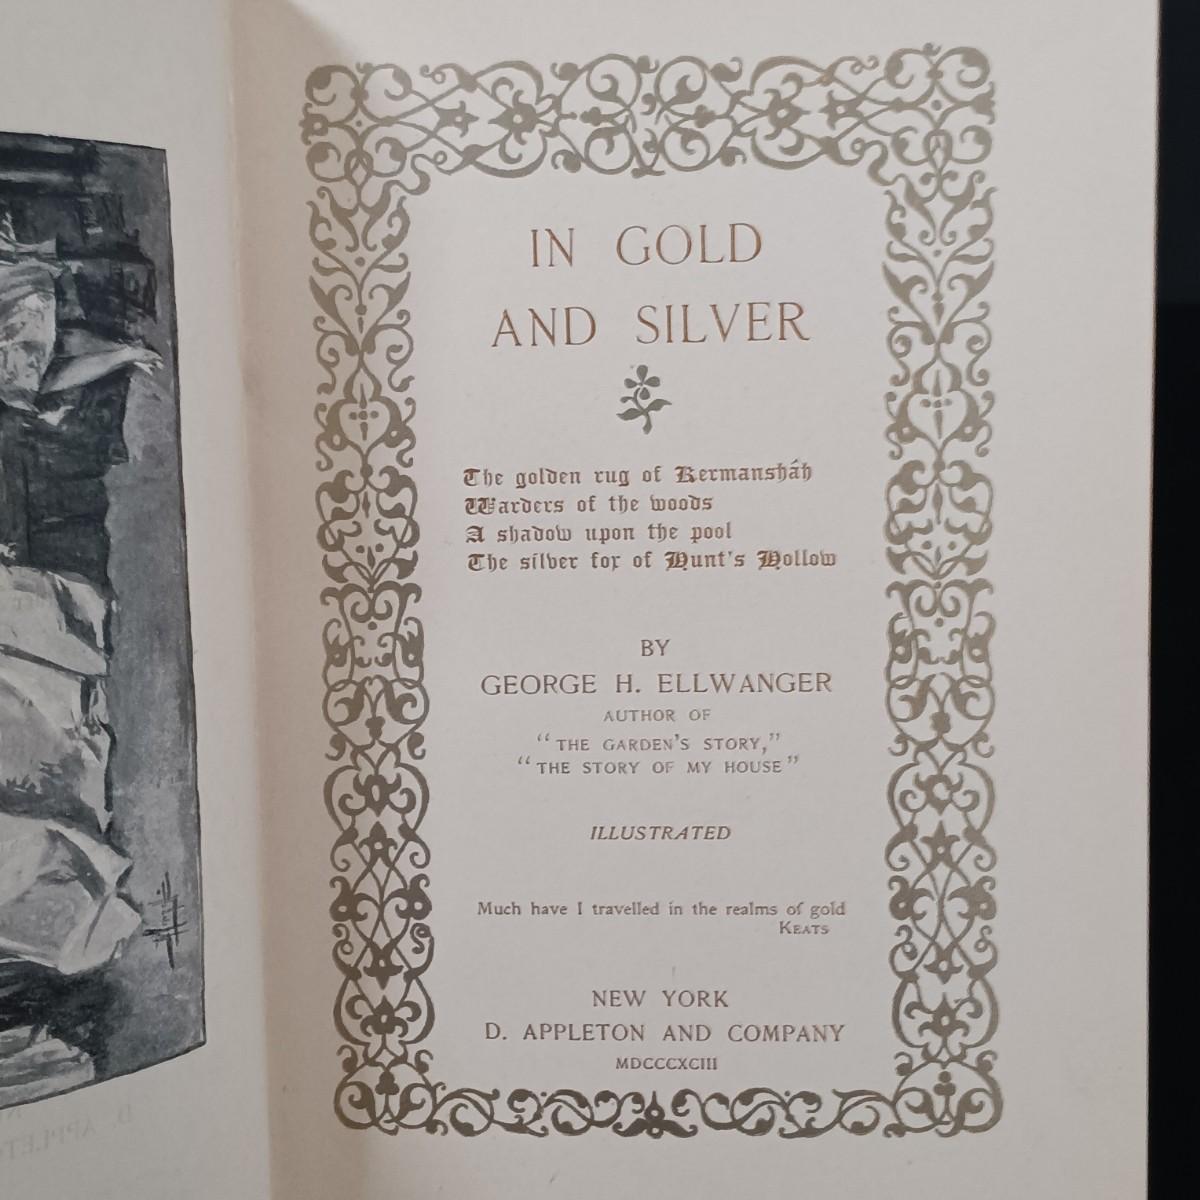 IN GOLD
AND SILVER
The golden rug of Kermansháh
Warders of the woods
A shadow upon the pool
The silver fox of Hunt's Hollow
BY
GEORGE H. ELLWANGER
AUTHOR OF
"THE GARDEN'S STORY,"
"THE STORY OF MY HOUSE"
ILLUSTRATED
Much have I travelled in the realms of gold
KEATS
NEW YORK
D. APPLETON AND COMPANY
MDCCCXCIII